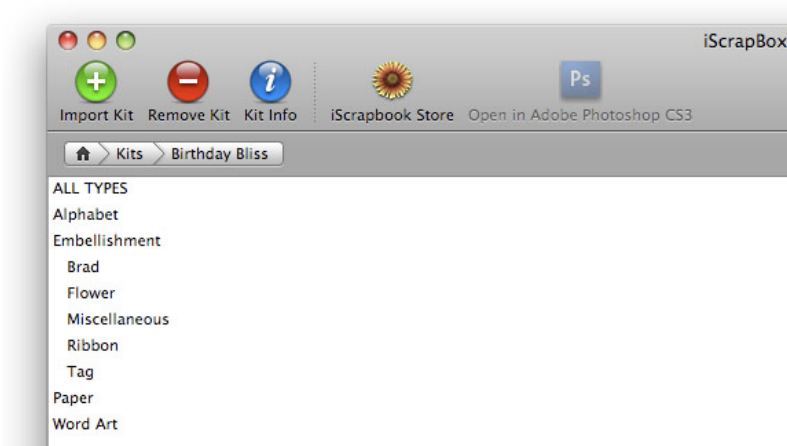 iScrapBox
Import Kit Remove Kit Kit Info iScrapbook Store Ps Open in Adobe Photoshop CS3
Kits Birthday Bliss
ALL TYPES
Alphabet
Embellishment
Brad
Flower
Miscellaneous
Ribbon
Tag
Paper
Word Art